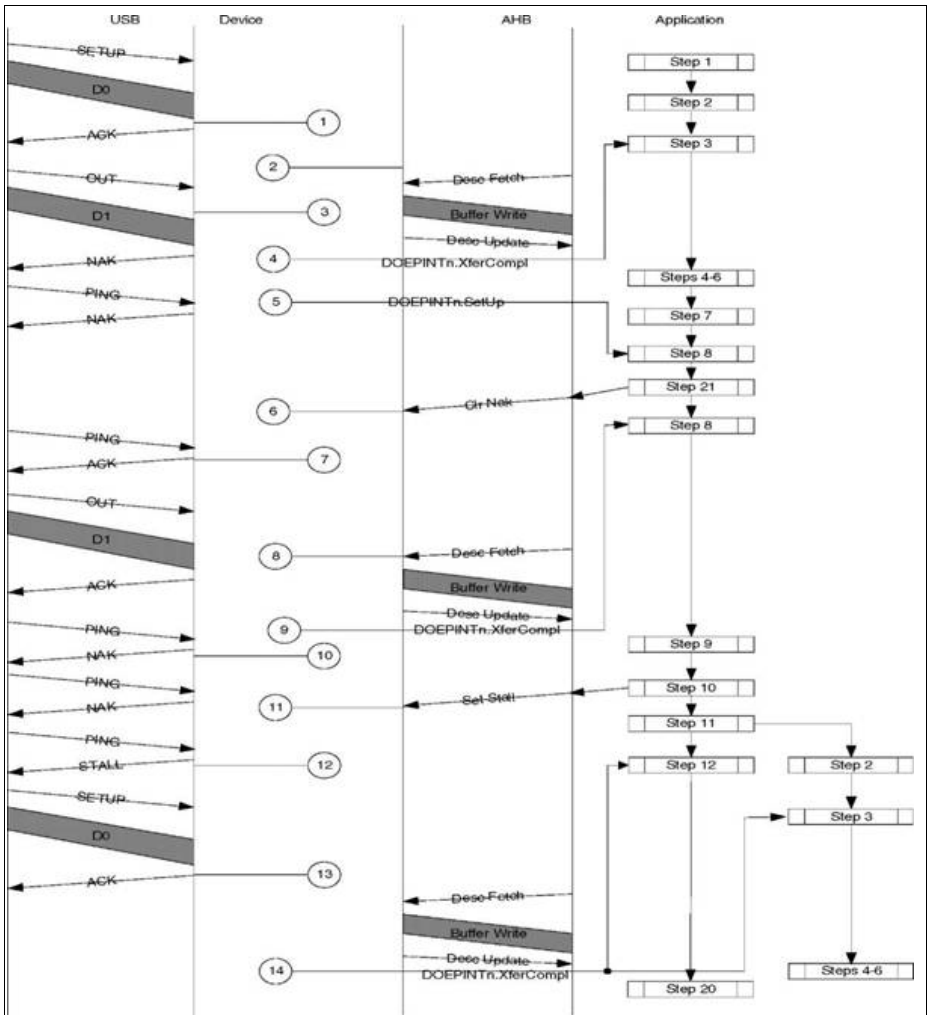 USB Device AHB Application
SETUP
Step 1
D0
Step 2
1
ACK
Step 3
2
OUT
Desc Fetch
3
D1
Buffer Write
Desc Update
4
NAK
DOEPINTn.XferCompl
Steps 4-6
PING
5
DOEPINTn.SetUp
NAK
Step 7
Step 8
Step 21
Clr Nak
6
Step 8
PING
7
ACK
OUT
D1
8
Desc Fetch
ACK
Buffer Write
Desc Update
PING
9
DOEPINTn.XferCompl
Step 9
NAK
10
PING
Set Stall
Step 10
NAK
11
Step 11
PING
STALL
12
Step 12
Step 2
SETUP
Step 3
D0
13
ACK
Desc Fetch
Buffer Write
Desc Update
14
DOEPINTn.XferCompl
Steps 4-6
Step 20